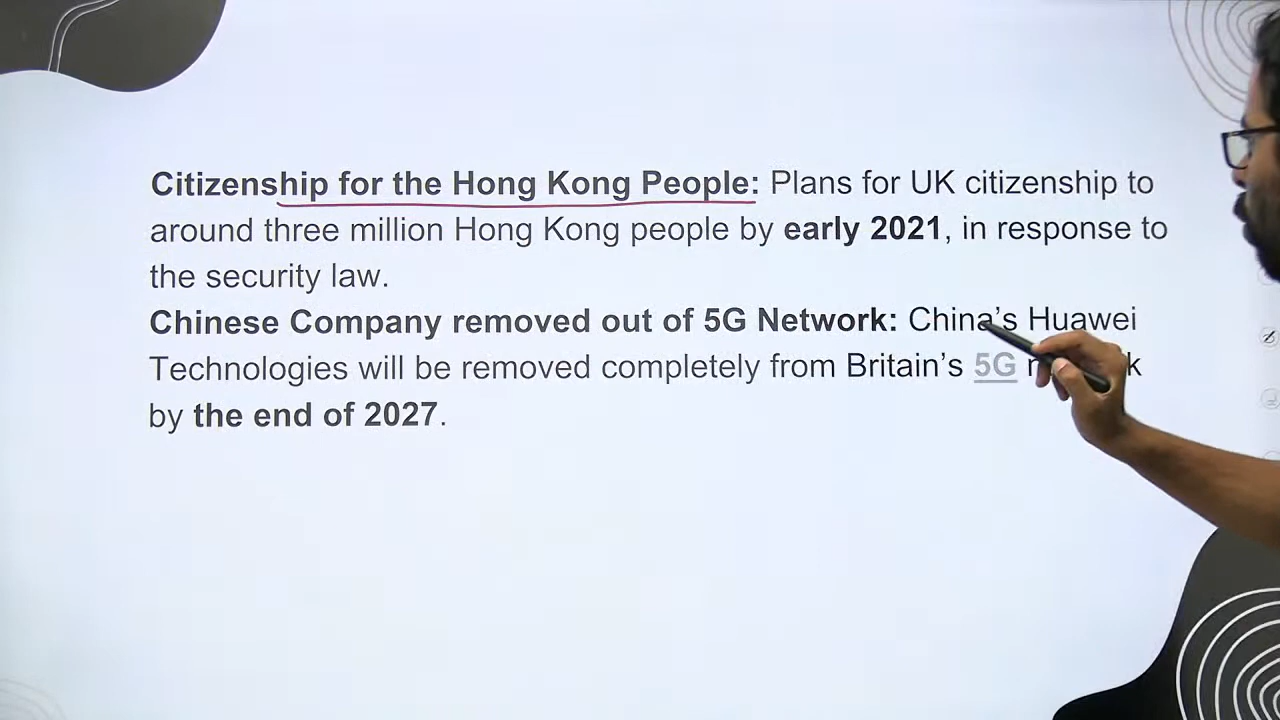 Citizenship for the Hong Kong People: Plans for UK citizenship to
around three million Hong Kong people by early 2021, in response to
the security law.
Chinese Company removed out of 5G Network: China's Huawei
Technologies will be removed completely from Britain's 5G
by the end of 2027.